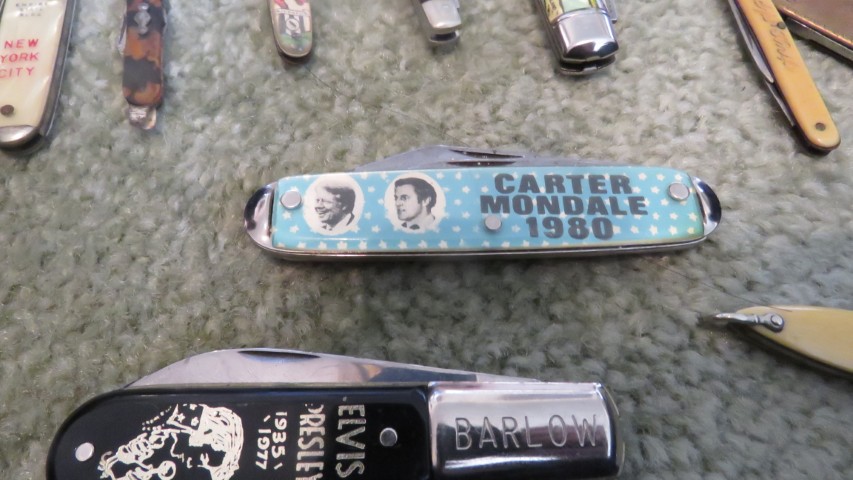 NEW
YORK
CITY
CARTER
MONDALE
1980
ELVIS
PRESLEY
1935
1977
BARLOW